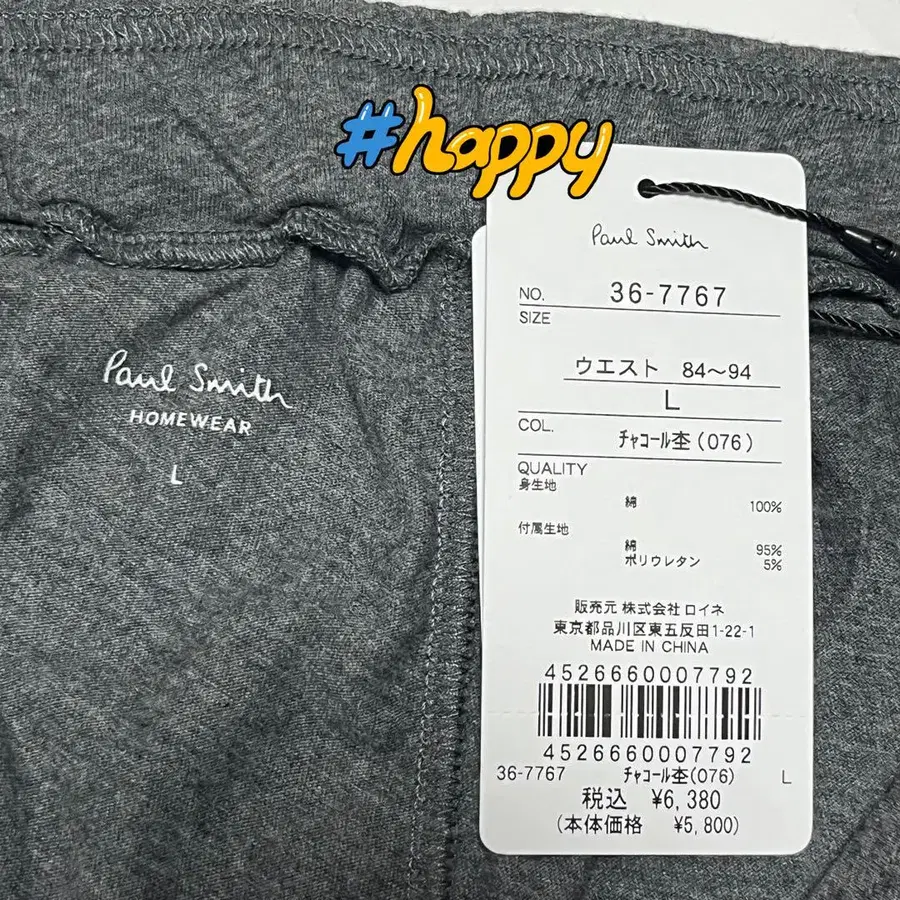 #happy
Paul Smith
HOMEWEAR
L
Paul Smith
NO. 36-7767
SIZE
ウエスト 84〜94
L
COL. ﾁｬｺｰﾙ杢(076)
QUALITY
身生地
綿 100%
付属生地
綿 95%
ポリウレタン 5%
販売元 株式会社 ロイネ
東京都品川区東五反田1-22-1
MADE IN CHINA
4526660007792
4526660007792
36-7767 ﾁｬｺｰﾙ杢(076) L
税込 ¥6,380
(本体価格 ¥5,800)